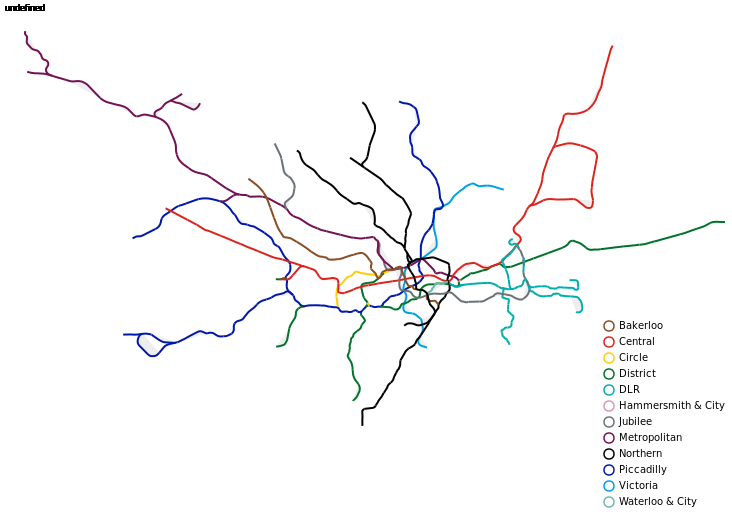 undefined
Bakerloo
Central
Circle
District
DLR
Hammersmith & City
Jubilee
Metropolitan
Northern
Piccadilly
Victoria
Waterloo & City